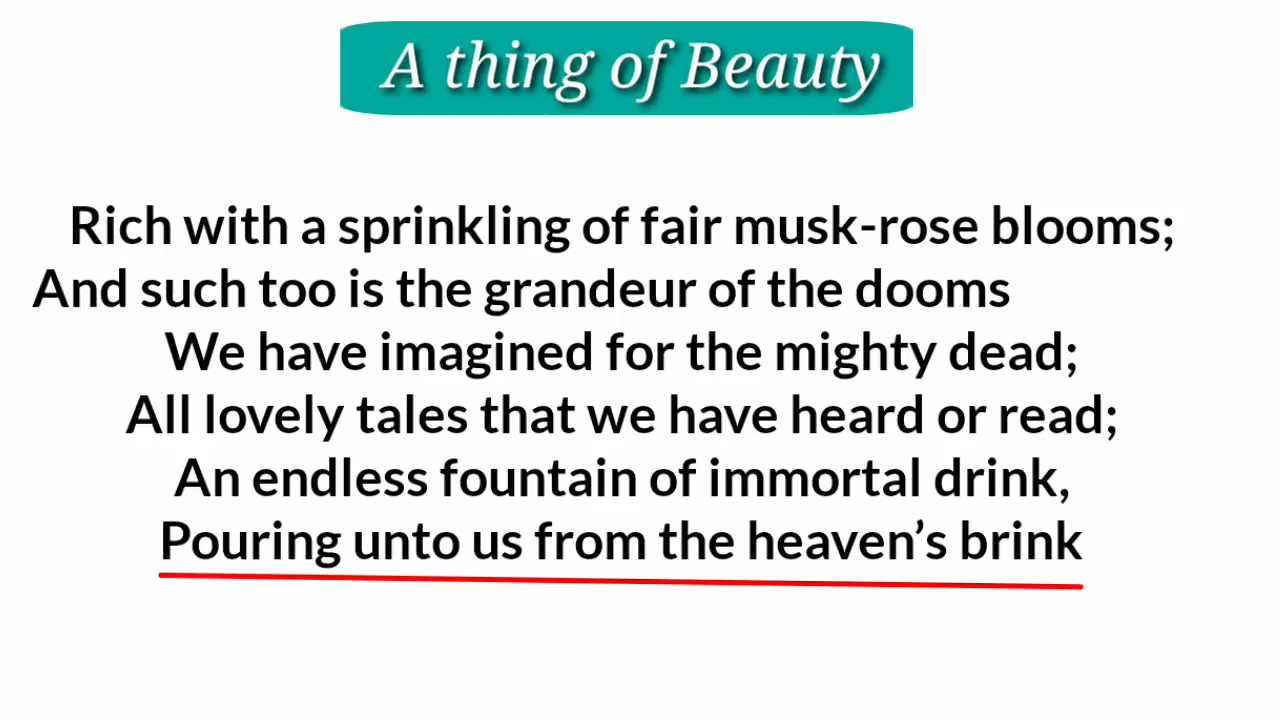 A thing of Beauty
Rich with a sprinkling of fair musk-rose blooms;
And such too is the grandeur of the dooms
We have imagined for the mighty dead;
All lovely tales that we have heard or read;
An endless fountain of immortal drink,
Pouring unto us from the heaven’s brink